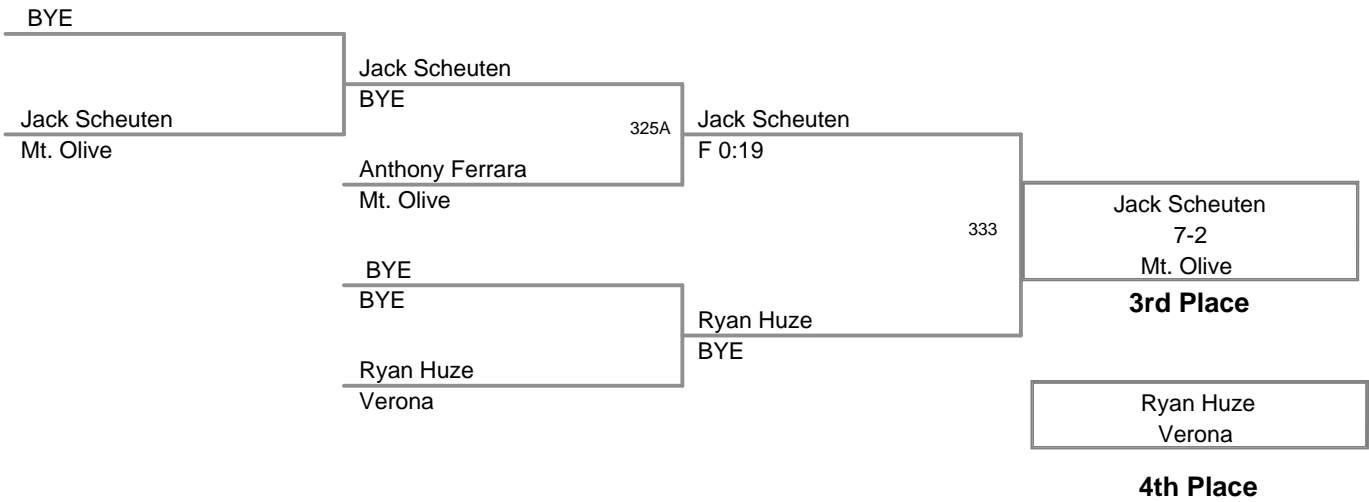 BYE
Jack Scheuten
Mt. Olive
Jack Scheuten
BYE
325A
Anthony Ferrara
Mt. Olive
BYE
BYE
Ryan Huze
Verona
Jack Scheuten
F 0:19
333
Ryan Huze
BYE
Jack Scheuten
7-2
Mt. Olive
3rd Place
Ryan Huze
Verona
4th Place